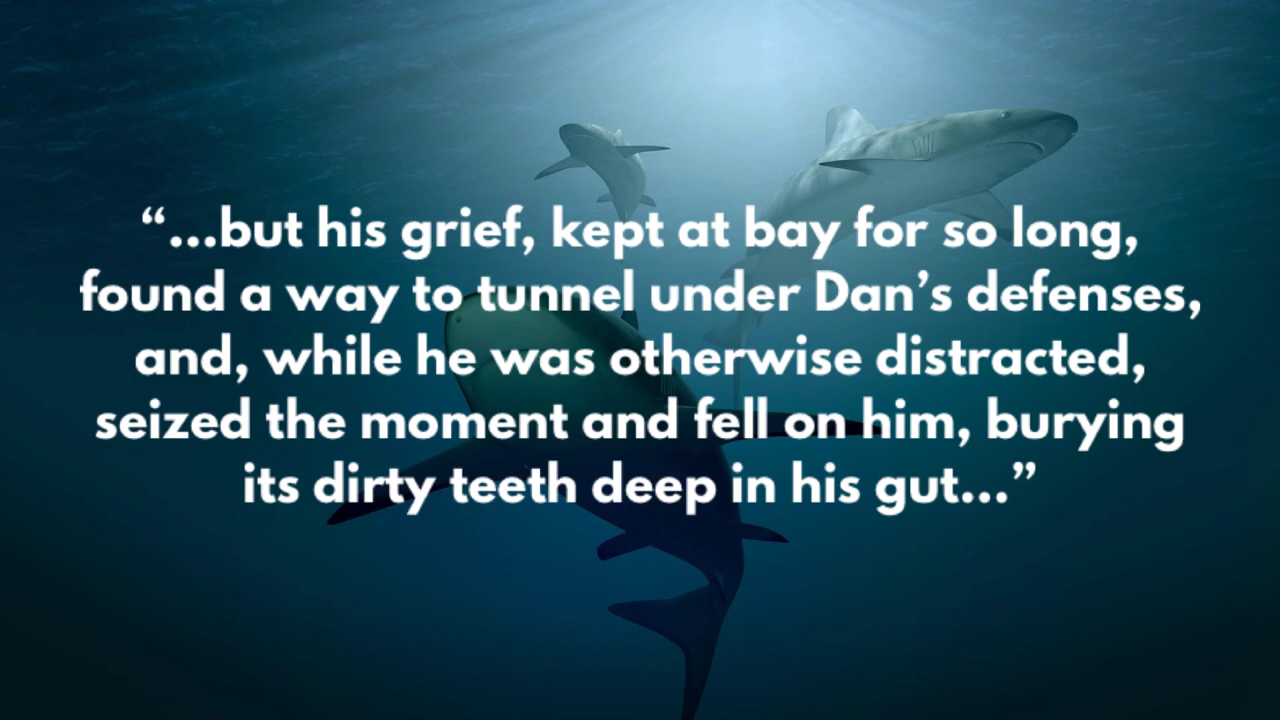 “...but his grief, kept at bay for so long,
found a way to tunnel under Dan’s defenses,
and, while he was otherwise distracted,
seized the moment and fell on him, burying
its dirty teeth deep in his gut...”